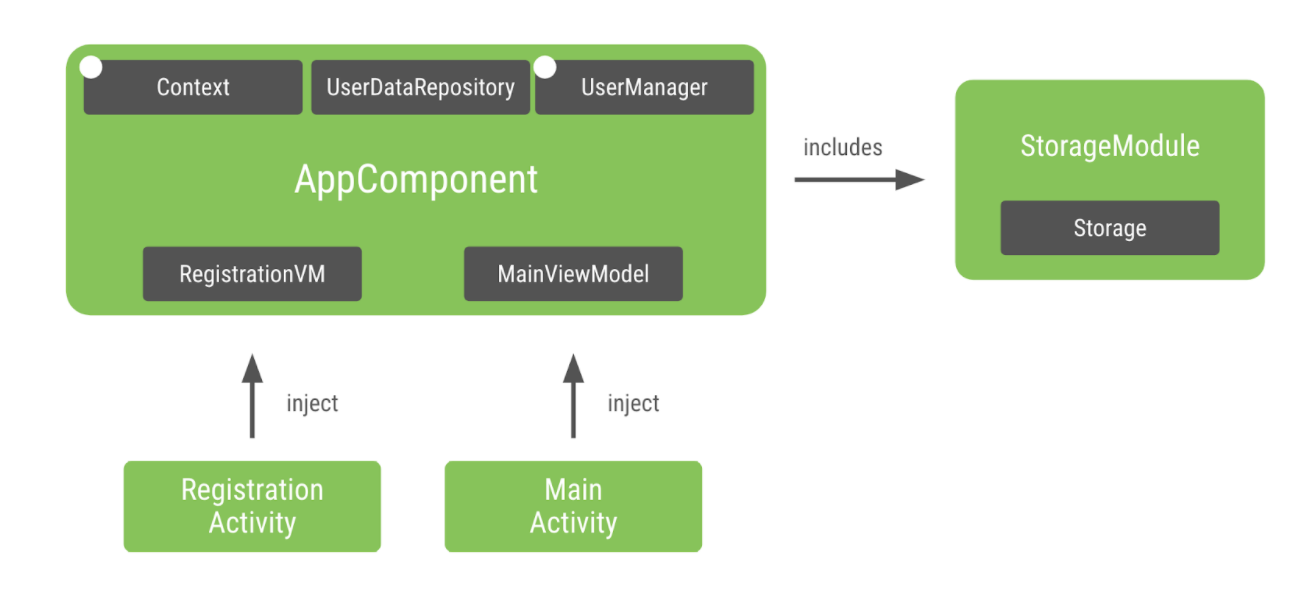 Context
UserDataRepository
UserManager
AppComponent
RegistrationVM
MainViewModel
includes
StorageModule
Storage
inject
inject
Registration
Activity
Main
Activity